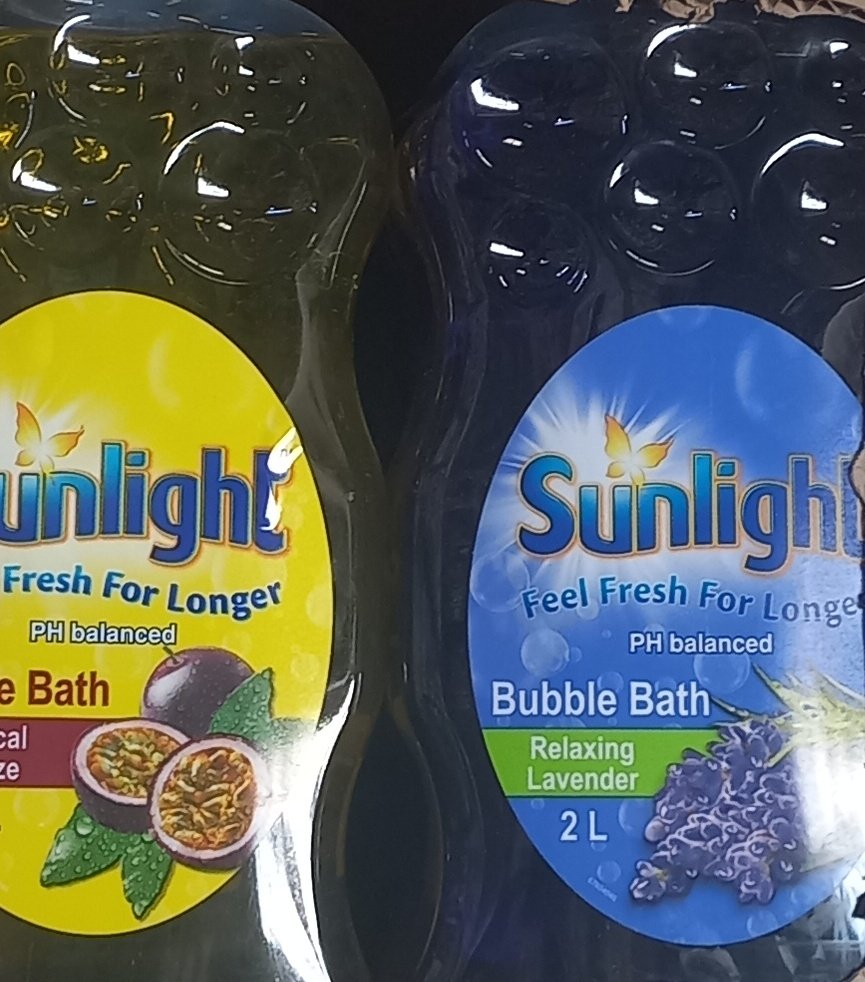 unlight
Fresh For Longer
PH balanced
e Bath
cal
ze
Sunligh
Feel Fresh For Longe
PH balanced
Bubble Bath
Relaxing
Lavender
2 L